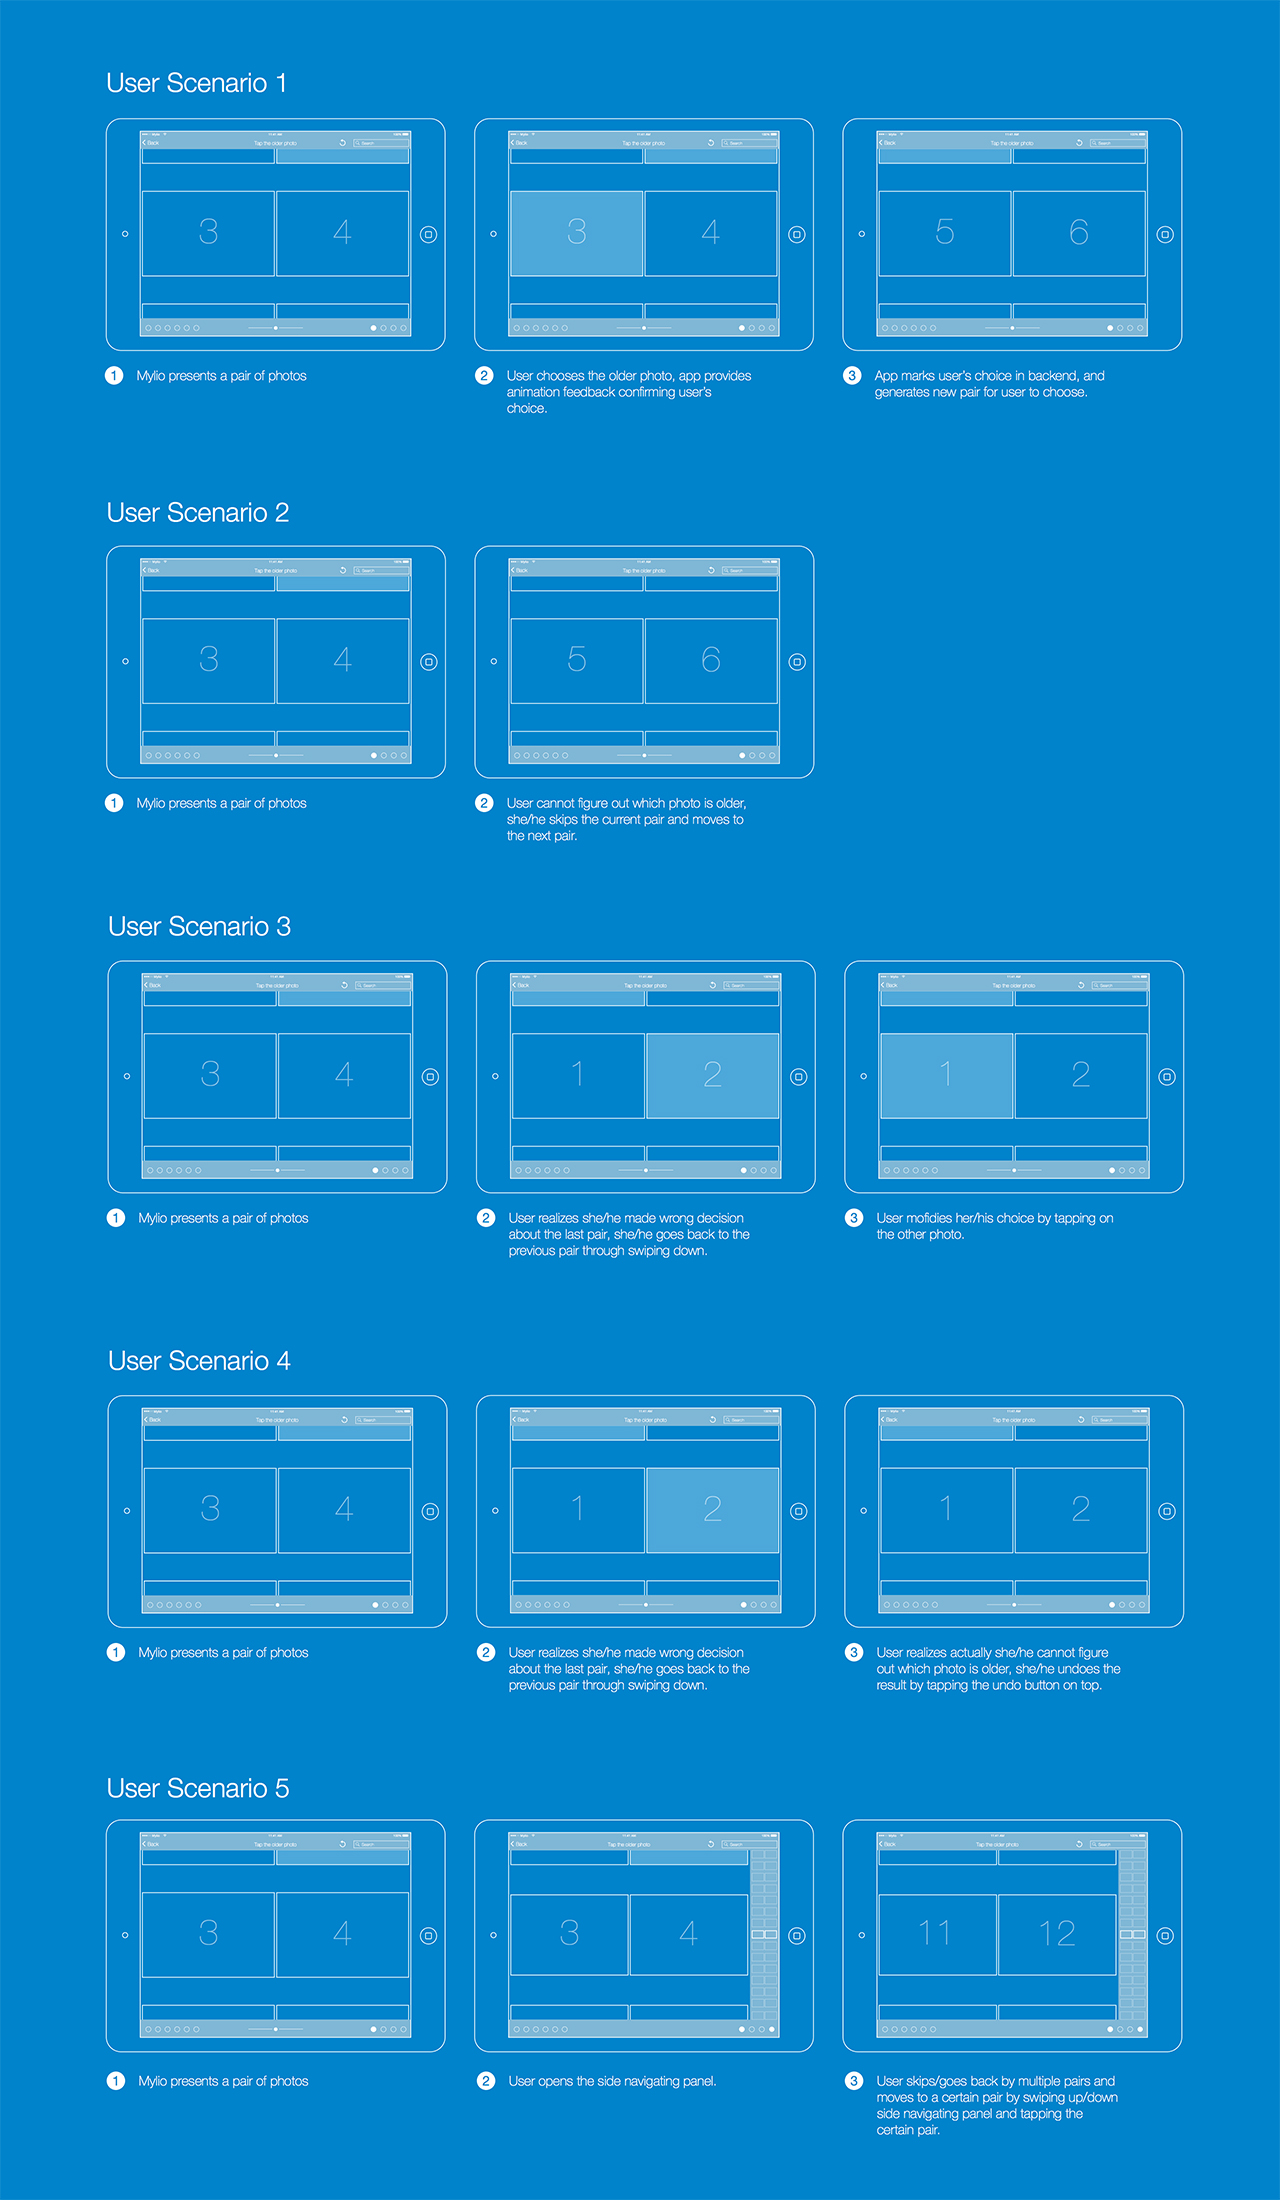 User Scenario 1
Back
Tap the older photo
Search
3
4
Back
Tap the older photo
Search
3
4
Back
Tap the older photo
Search
5
6
1 Mylio presents a pair of photos
2 User chooses the older photo, app provides
animation feedback confirming user's
choice.
3 App marks user's choice in backend, and
generates new pair for user to choose.
User Scenario 2
Back
Tap the older photo
Search
3
4
Back
Tap the older photo
Search
5
6
1 Mylio presents a pair of photos
2 User cannot figure out which photo is older,
she/he skips the current pair and moves to
the next pair.
User Scenario 3
Back
Tap the older photo
Search
3
4
Back
Tap the older photo
Search
1
2
Back
Tap the older photo
Search
1
2
1 Mylio presents a pair of photos
2 User realizes she/he made wrong decision
about the last pair, she/he goes back to the
previous pair through swiping down.
3 User mofidies her/his choice by tapping on
the other photo.
User Scenario 4
Back
Tap the older photo
Search
3
4
Back
Tap the older photo
Search
1
2
Back
Tap the older photo
Search
1
2
1 Mylio presents a pair of photos
2 User realizes she/he made wrong decision
about the last pair, she/he goes back to the
previous pair through swiping down.
3 User realizes actually she/he cannot figure
out which photo is older, she/he undoes the
result by tapping the undo button on top.
User Scenario 5
Back
Tap the older photo
Search
3
4
Back
Tap the older photo
Search
3
4
Back
Tap the older photo
Search
11
12
1 Mylio presents a pair of photos
2 User opens the side navigating panel.
3 User skips/goes back by multiple pairs and
moves to a certain pair by swiping up/down
side navigating panel and tapping the
certain pair.